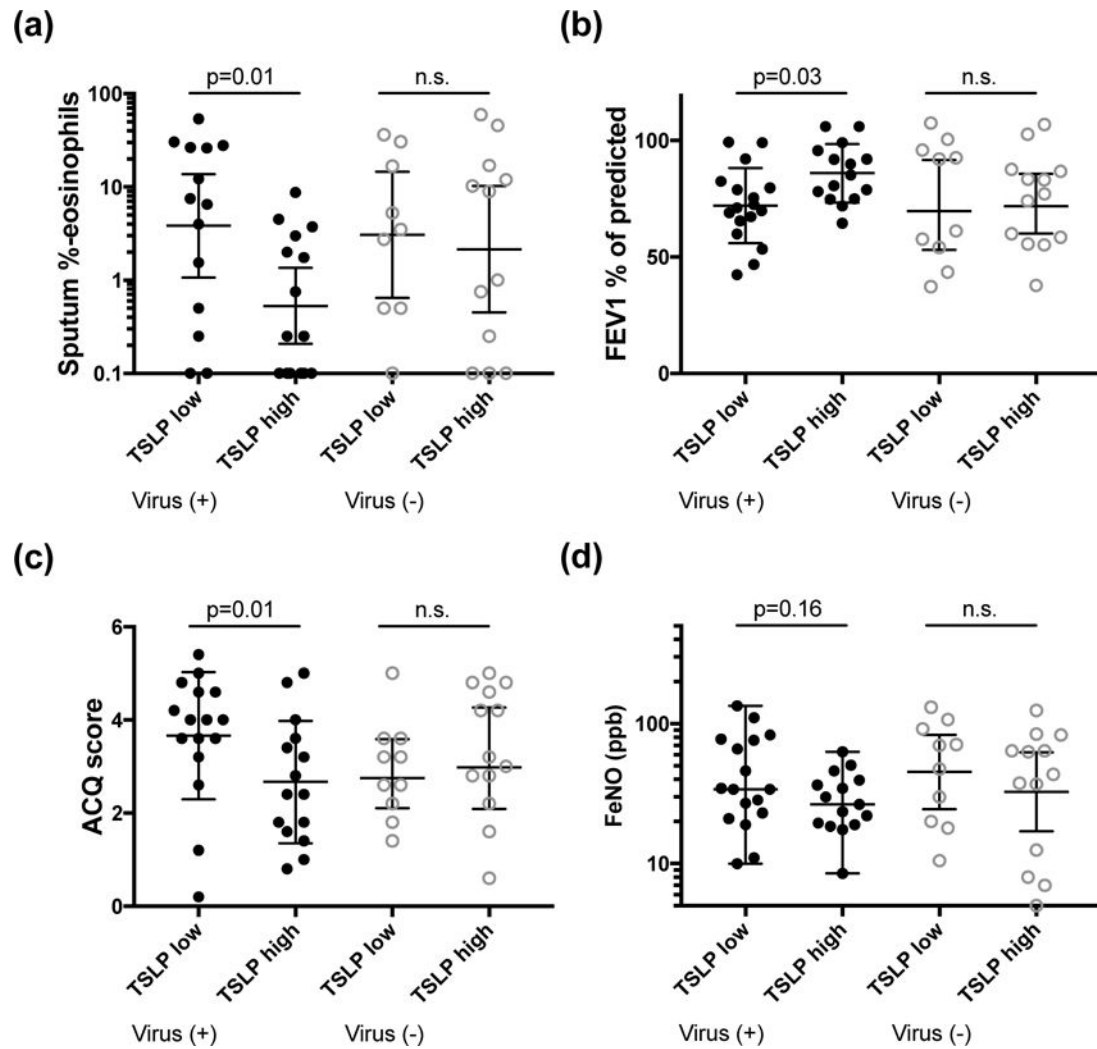 (a)
p=0.01
n.s.
100
10
1
0.1
Sputum %-eosinophils
TSLP low
TSLP high
TSLP low
TSLP high
Virus (+)
Virus (-)
(b)
p=0.03
n.s.
100
50
0
FEV1 % of predicted
TSLP low
TSLP high
TSLP low
TSLP high
Virus (+)
Virus (-)
(c)
p=0.01
n.s.
6
4
2
0
ACQ score
TSLP low
TSLP high
TSLP low
TSLP high
Virus (+)
Virus (-)
(d)
p=0.16
n.s.
100
10
FeNO (ppb)
TSLP low
TSLP high
TSLP low
TSLP high
Virus (+)
Virus (-)